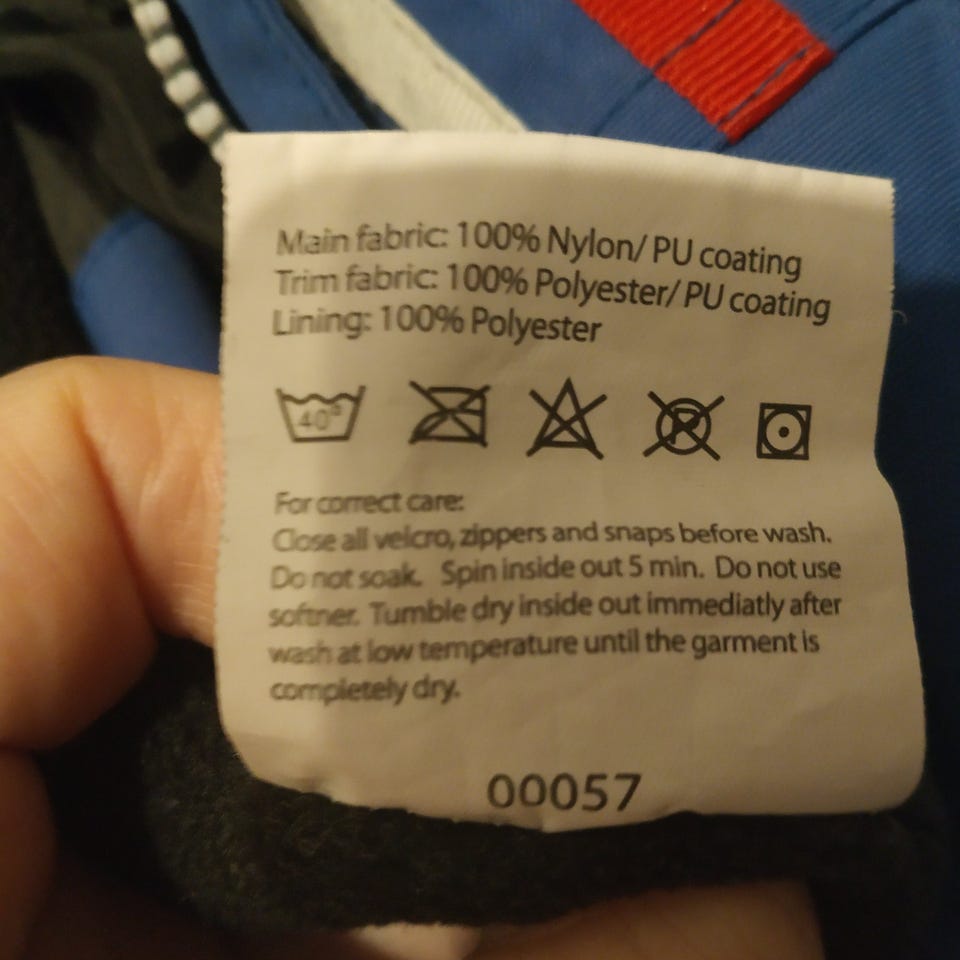 Main fabric: 100% Nylon/ PU coating
Trim fabric: 100% Polyester/ PU coating
Lining: 100% Polyester
40°
P
For correct care:
Close all velcro, zippers and snaps before wash.
Do not soak. Spin inside out 5 min. Do not use
softner. Tumble dry inside out immediatly after
wash at low temperature until the garment is
completely dry.
00057